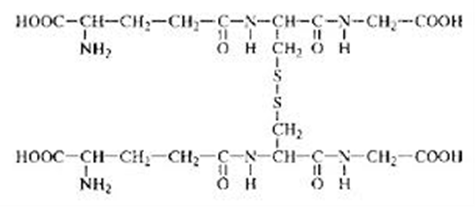 HOOC–CH–CH₂–CH₂–C–N–CH–C–N–CH₂–COOH
NH₂ O H CH₂ O H
S
S
CH₂
HOOC–CH–CH₂–CH₂–C–N–CH–C–N–CH₂–COOH
NH₂ O H O H